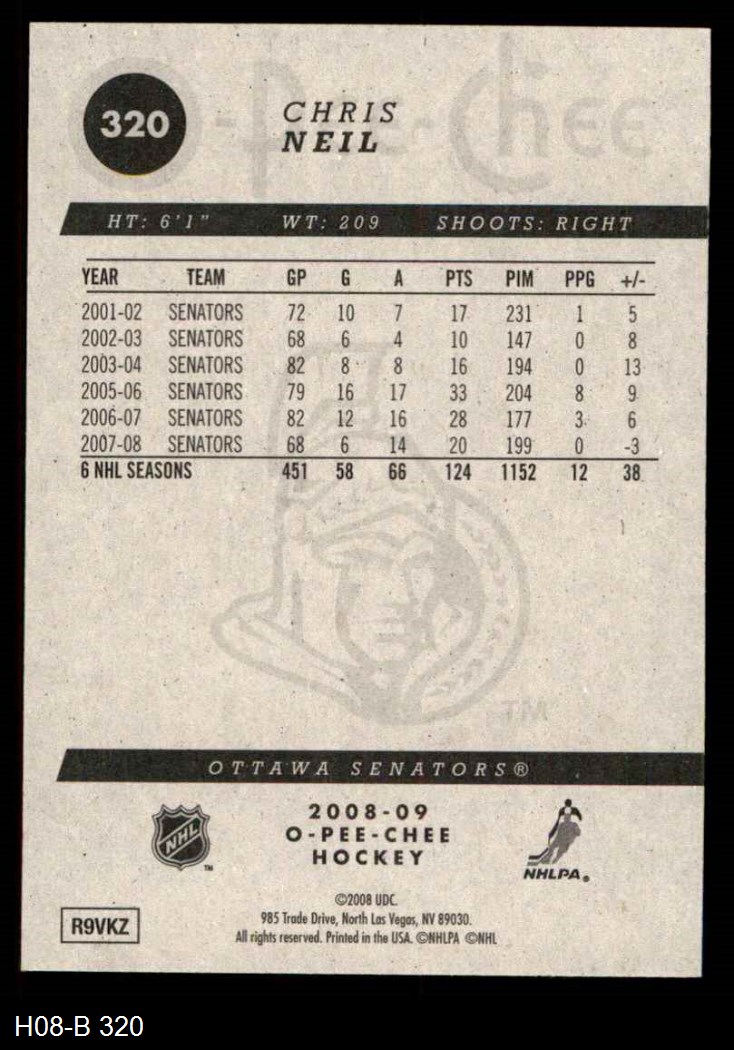 O-Pee-Chee
320
CHRIS
NEIL
HT: 6'1" WT: 209 SHOOTS: RIGHT
YEAR TEAM GP G A PTS PIM PPG +/-
2001-02 SENATORS 72 10 7 17 231 1 5
2002-03 SENATORS 68 6 4 10 147 0 8
2003-04 SENATORS 82 8 8 16 194 0 13
2005-06 SENATORS 79 16 17 33 204 8 9
2006-07 SENATORS 82 12 16 28 177 3 6
2007-08 SENATORS 68 6 14 20 199 0 -3
6 NHL SEASONS 451 58 66 124 1152 12 38
TM
OTTAWA SENATORS®
NHL
TM
2008-09
O-PEE-CHEE
HOCKEY
NHLPA®
©2008 UDC.
985 Trade Drive, North Las Vegas, NV 89030.
All rights reserved. Printed in the USA. ©NHLPA ©NHL
R9VKZ
H08-B 320